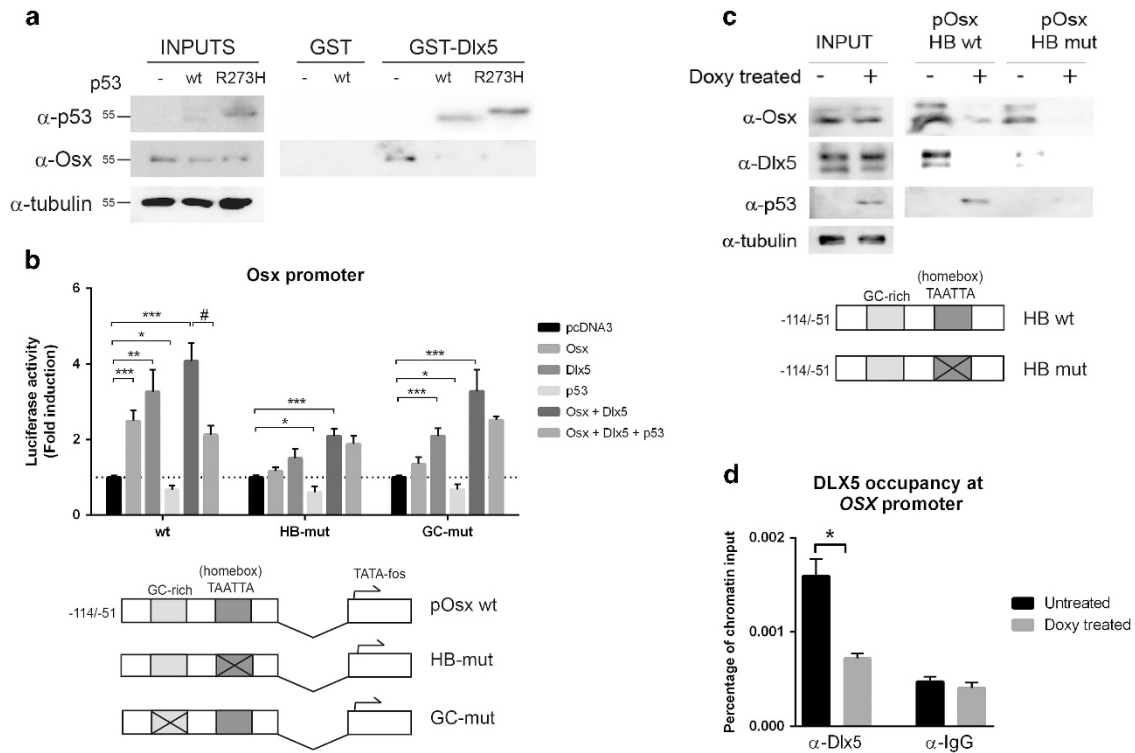 a
INPUTS GST GST-Dlx5
p53 - wt R273H - wt - wt R273H
α-p53 55
α-Osx 55
α-tubulin 55
b
Osx promoter
Luciferase activity
(Fold induction)
6
4
2
0
*** * ** *** #
*** *
*** * ***
wt HB-mut GC-mut
pcDNA3
Osx
Dlx5
p53
Osx + Dlx5
Osx + Dlx5 + p53
(homebox)
GC-rich TAATTA TATA-fos
-114/-51 pOsx wt
HB-mut
GC-mut
c
INPUT pOsx HB wt pOsx HB mut
Doxy treated - + - + - +
α-Osx
α-Dlx5
α-p53
α-tubulin
(homebox)
GC-rich TAATTA
-114/-51 HB wt
-114/-51 HB mut
d
DLX5 occupancy at
OSX promoter
Percentage of chromatin input
0.002
0.001
0.000
*
α-Dlx5 α-IgG
Untreated
Doxy treated